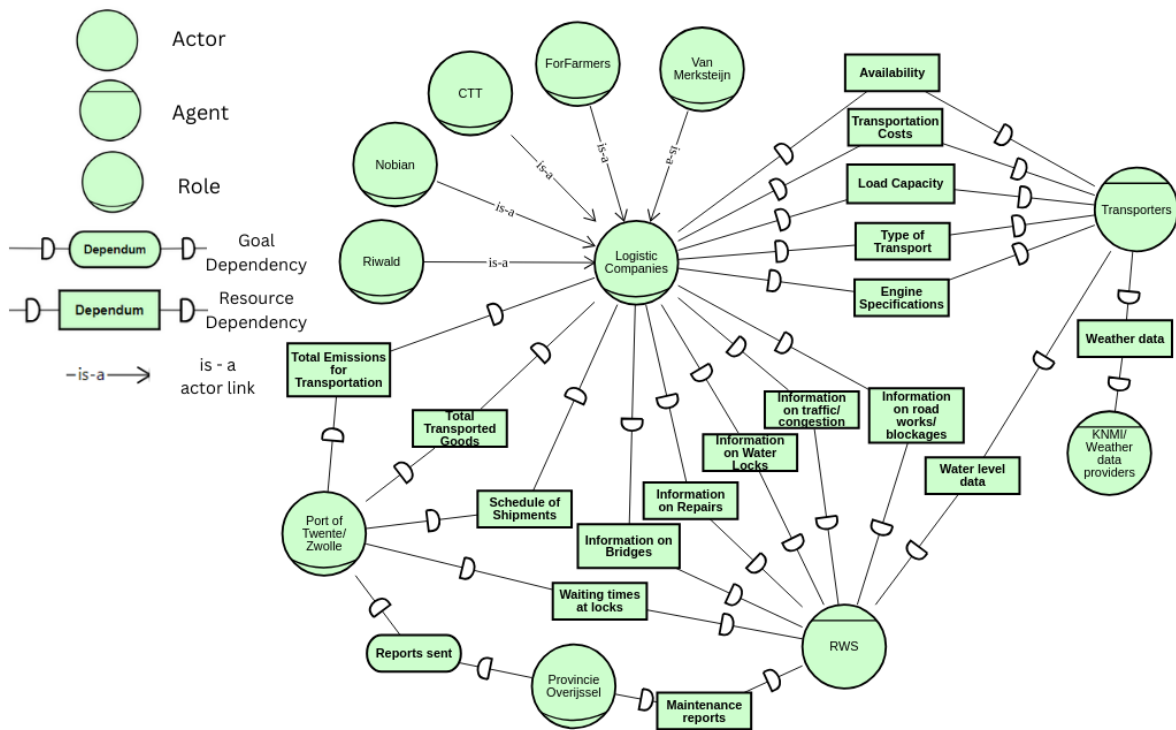 Actor
Agent
Role
Dependum
Goal
Dependency
Dependum
Resource
Dependency
is-a
is - a
actor link
CTT
ForFarmers
Van
Merksteijn
Nobian
Riwald
is-a
is-a
is-a
is-a
is-a
Logistic
Companies
Availability
Transportation
Costs
Load Capacity
Type of
Transport
Engine
Specifications
Transporters
Weather data
KNMI/
Weather
data
providers
Total Emissions
for
Transportation
Total
Transported
Goods
Schedule of
Shipments
Information on
Bridges
Information
on Repairs
Information
on Water
Locks
Information
on traffic/
congestion
Information
on road
works/
blockages
Water level
data
Port of
Twente/
Zwolle
Waiting times
at locks
RWS
Reports sent
Provincie
Overijssel
Maintenance
reports